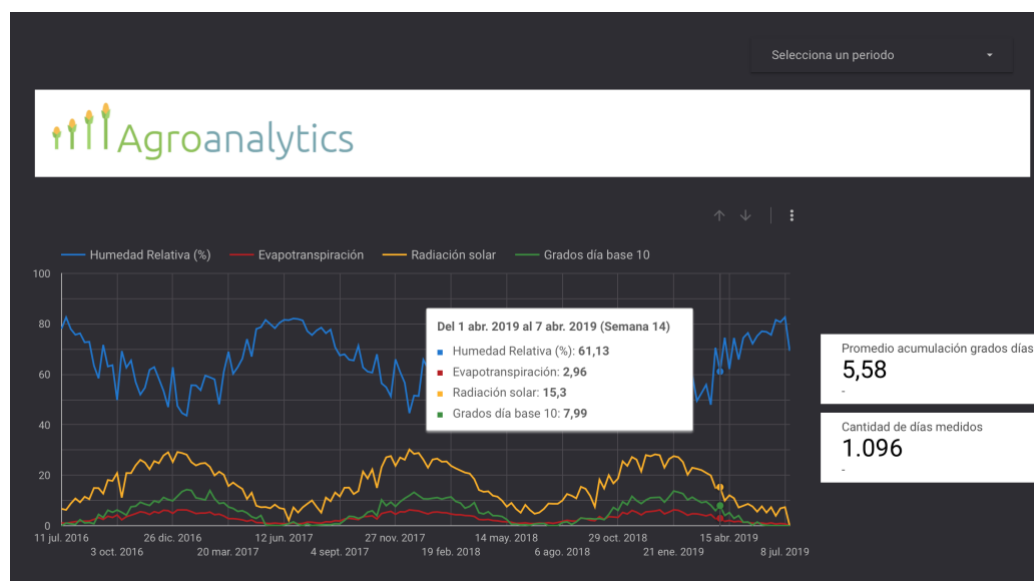 Selecciona un periodo
Agroanalytics
Humedad Relativa (%) Evapotranspiración Radiación solar Grados día base 10
100
80
60
40
20
0
Del 1 abr. 2019 al 7 abr. 2019 (Semana 14)
Humedad Relativa (%): 61,13
Evapotranspiración: 2,96
Radiación solar: 15,3
Grados día base 10: 7,99
11 jul. 2016 26 dic. 2016 12 jun. 2017 27 nov. 2017 14 may. 2018 29 oct. 2018 15 abr. 2019
3 oct. 2016 20 mar. 2017 4 sept. 2017 19 feb. 2018 6 ago. 2018 21 ene. 2019 8 jul. 2019
Promedio acumulación grados días
5,58
-
Cantidad de días medidos
1.096
-